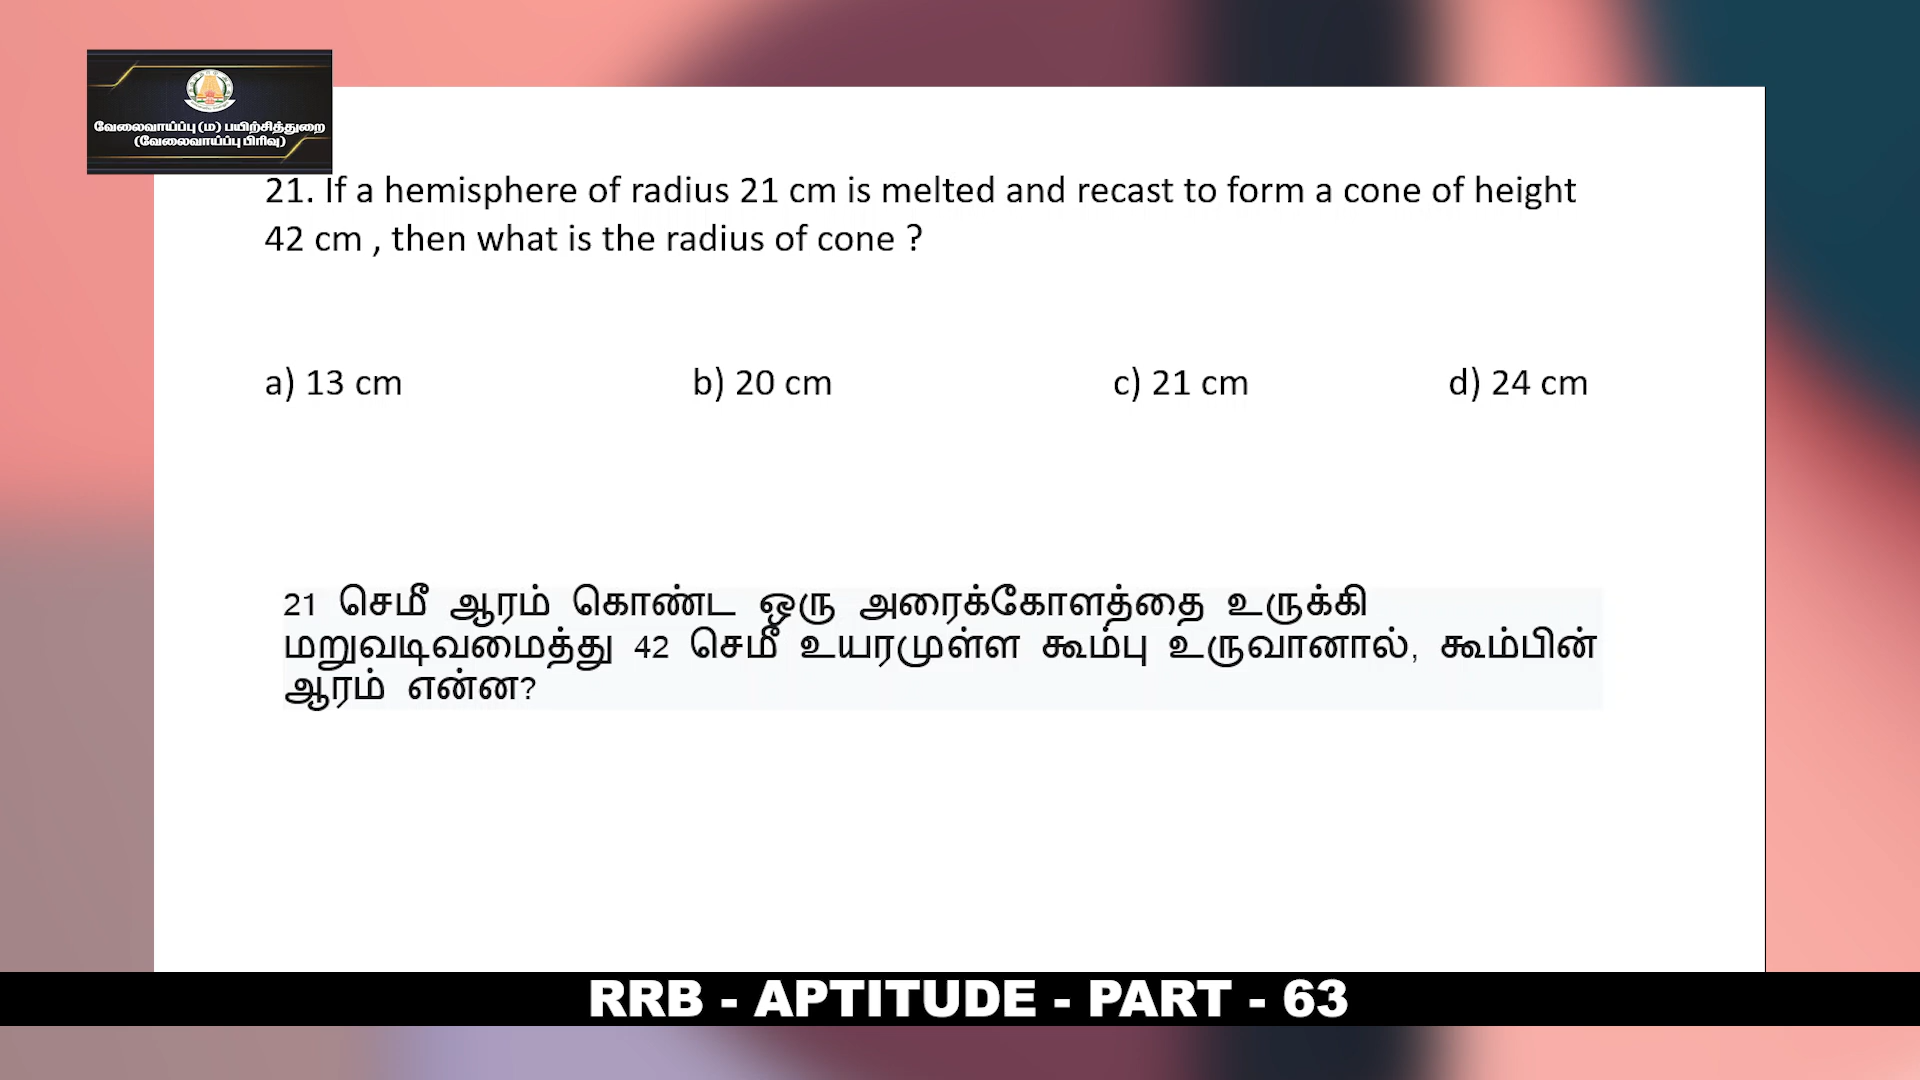 வேலைவாய்ப்பு (ம) பயிற்சித்துறை
(வேலைவாய்ப்பு பிரிவு)
21. If a hemisphere of radius 21 cm is melted and recast to form a cone of height
42 cm , then what is the radius of cone ?
a) 13 cm b) 20 cm c) 21 cm d) 24 cm
21 செமீ ஆரம் கொண்ட ஒரு அரைக்கோளத்தை உருக்கி
மறுவடிவமைத்து 42 செமீ உயரமுள்ள கூம்பு உருவானால், கூம்பின்
ஆரம் என்ன?
RRB - APTITUDE - PART - 63